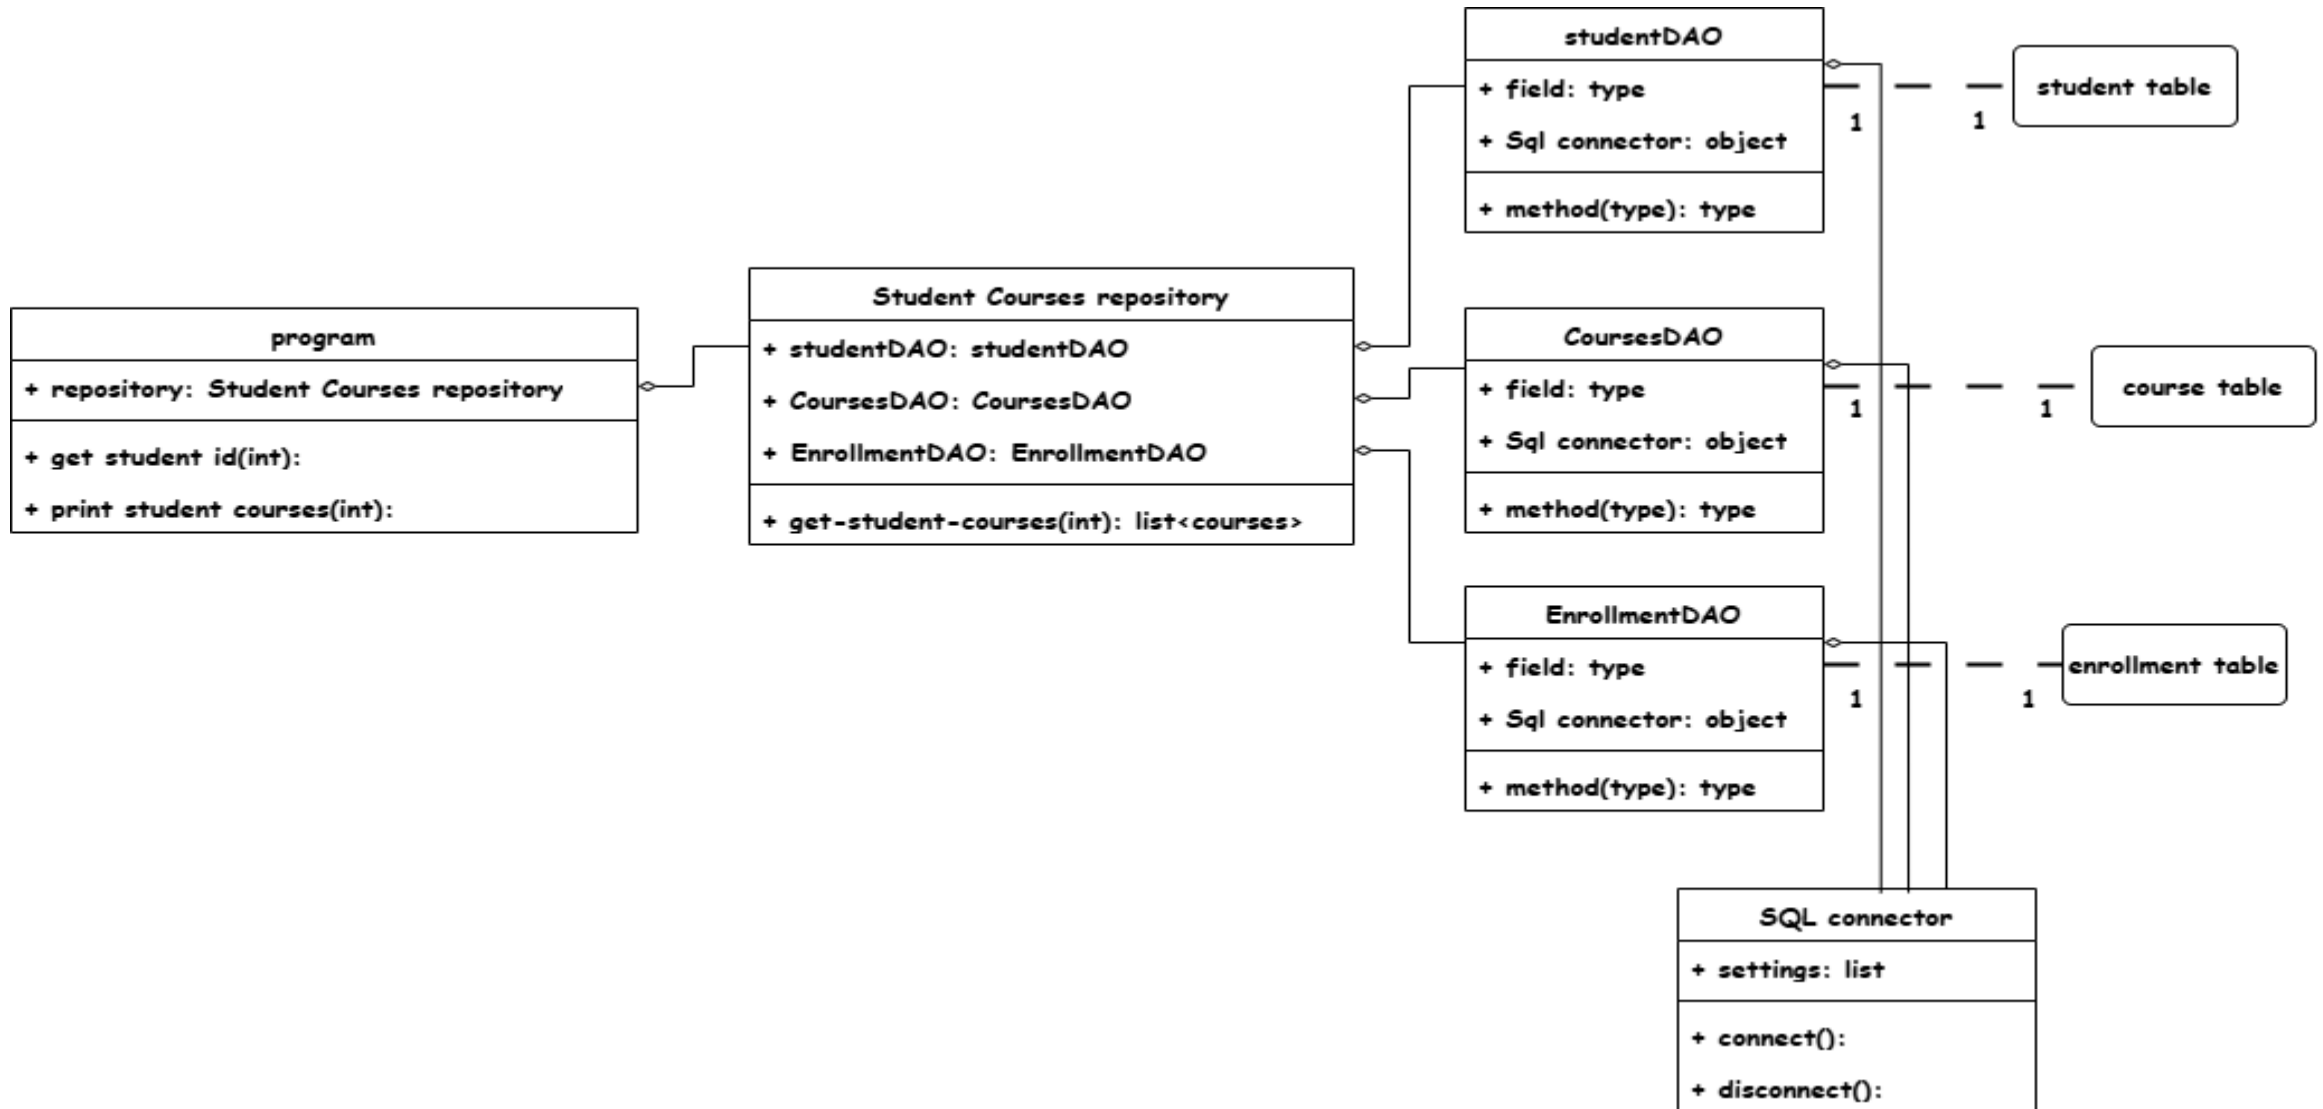 program
+ repository: Student Courses repository
+ get student id(int):
+ print student courses(int):
Student Courses repository
+ studentDAO: studentDAO
+ CoursesDAO: CoursesDAO
+ EnrollmentDAO: EnrollmentDAO
+ get-student-courses(int): list<courses>
studentDAO
+ field: type
+ Sql connector: object
+ method(type): type
1
1
student table
CoursesDAO
+ field: type
+ Sql connector: object
+ method(type): type
1
1
course table
EnrollmentDAO
+ field: type
+ Sql connector: object
+ method(type): type
1
1
enrollment table
SQL connector
+ settings: list
+ connect():
+ disconnect():